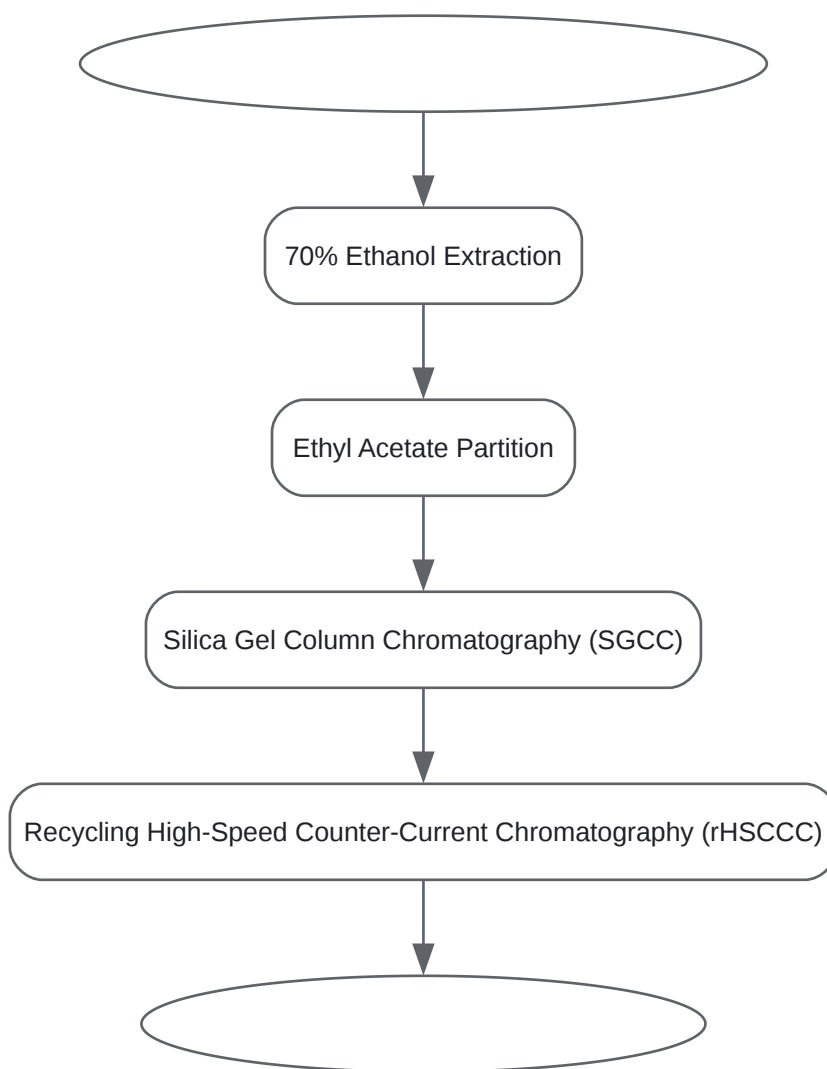 70% Ethanol Extraction
Ethyl Acetate Partition
Silica Gel Column Chromatography (SGCC)
Recycling High-Speed Counter-Current Chromatography (rHSCCC)